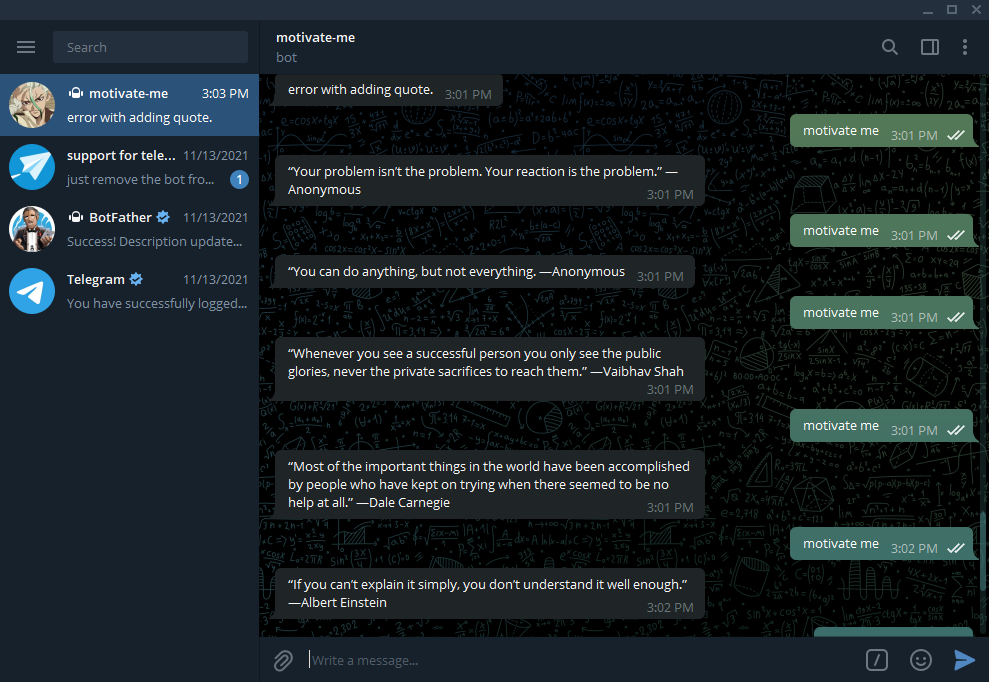 Search
motivate-me
3:03 PM
error with adding quote.
support for tele...
11/13/2021
just remove the bot fro...
1
BotFather
11/13/2021
Success! Description update...
Telegram
11/13/2021
You have successfully logged...
motivate-me
bot
error with adding quote.
3:01 PM
motivate me
3:01 PM
“Your problem isn’t the problem. Your reaction is the problem.” —
Anonymous
3:01 PM
motivate me
3:01 PM
“You can do anything, but not everything. —Anonymous
3:01 PM
motivate me
3:01 PM
“Whenever you see a successful person you only see the public
glories, never the private sacrifices to reach them.” —Vaibhav Shah
3:01 PM
motivate me
3:01 PM
“Most of the important things in the world have been accomplished
by people who have kept on trying when there seemed to be no
help at all.” —Dale Carnegie
3:01 PM
motivate me
3:02 PM
“If you can’t explain it simply, you don’t understand it well enough.”
—Albert Einstein
3:02 PM
Write a message...